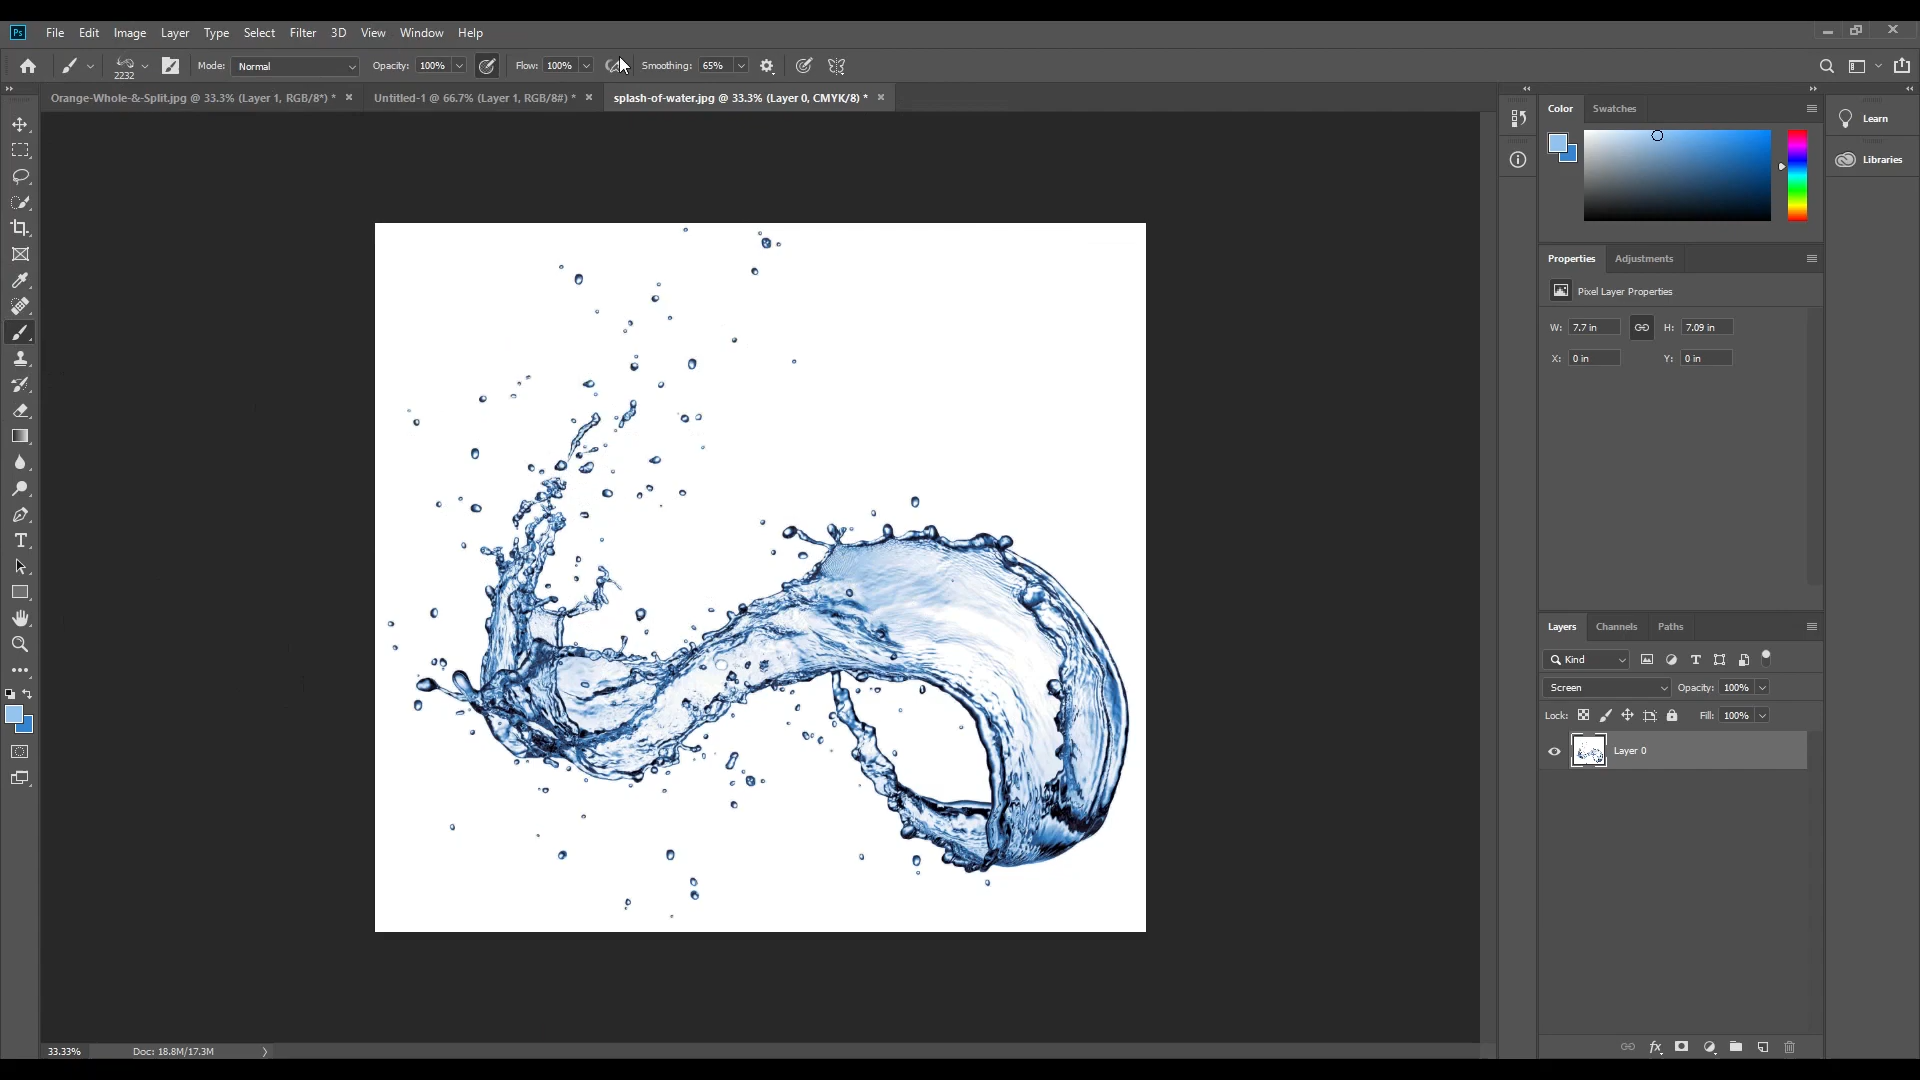 Ps File Edit Image Layer Type Select Filter 3D View Window Help
2232 Mode: Normal Opacity: 100% Flow: 100% Smoothing: 65%
Orange-Whole-&-Split.jpg @ 33.3% (Layer 1, RGB/8*) * Untitled-1 @ 66.7% (Layer 1, RGB/8#) * splash-of-water.jpg @ 33.3% (Layer 0, CMYK/8) *
Color Swatches
Learn
Libraries
Properties Adjustments
Pixel Layer Properties
W: 7.7 in H: 7.09 in
X: 0 in Y: 0 in
Layers Channels Paths
Kind
Screen Opacity: 100%
Lock: Fill: 100%
Layer 0
fx
33.33% Doc: 18.8M/17.3M